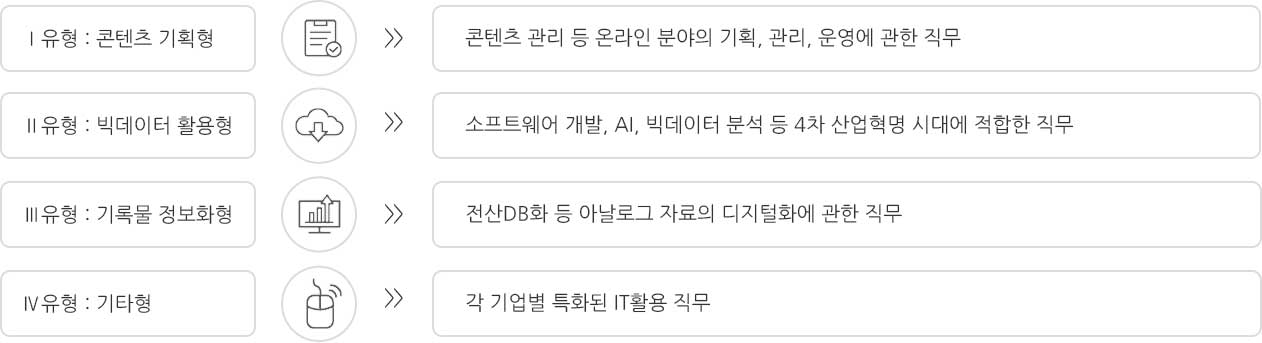 Ⅰ유형 : 콘텐츠 기획형
콘텐츠 관리 등 온라인 분야의 기획, 관리, 운영에 관한 직무
Ⅱ유형 : 빅데이터 활용형
소프트웨어 개발, AI, 빅데이터 분석 등 4차 산업혁명 시대에 적합한 직무
Ⅲ유형 : 기록물 정보화형
전산DB화 등 아날로그 자료의 디지털화에 관한 직무
Ⅳ유형 : 기타형
각 기업별 특화된 IT활용 직무